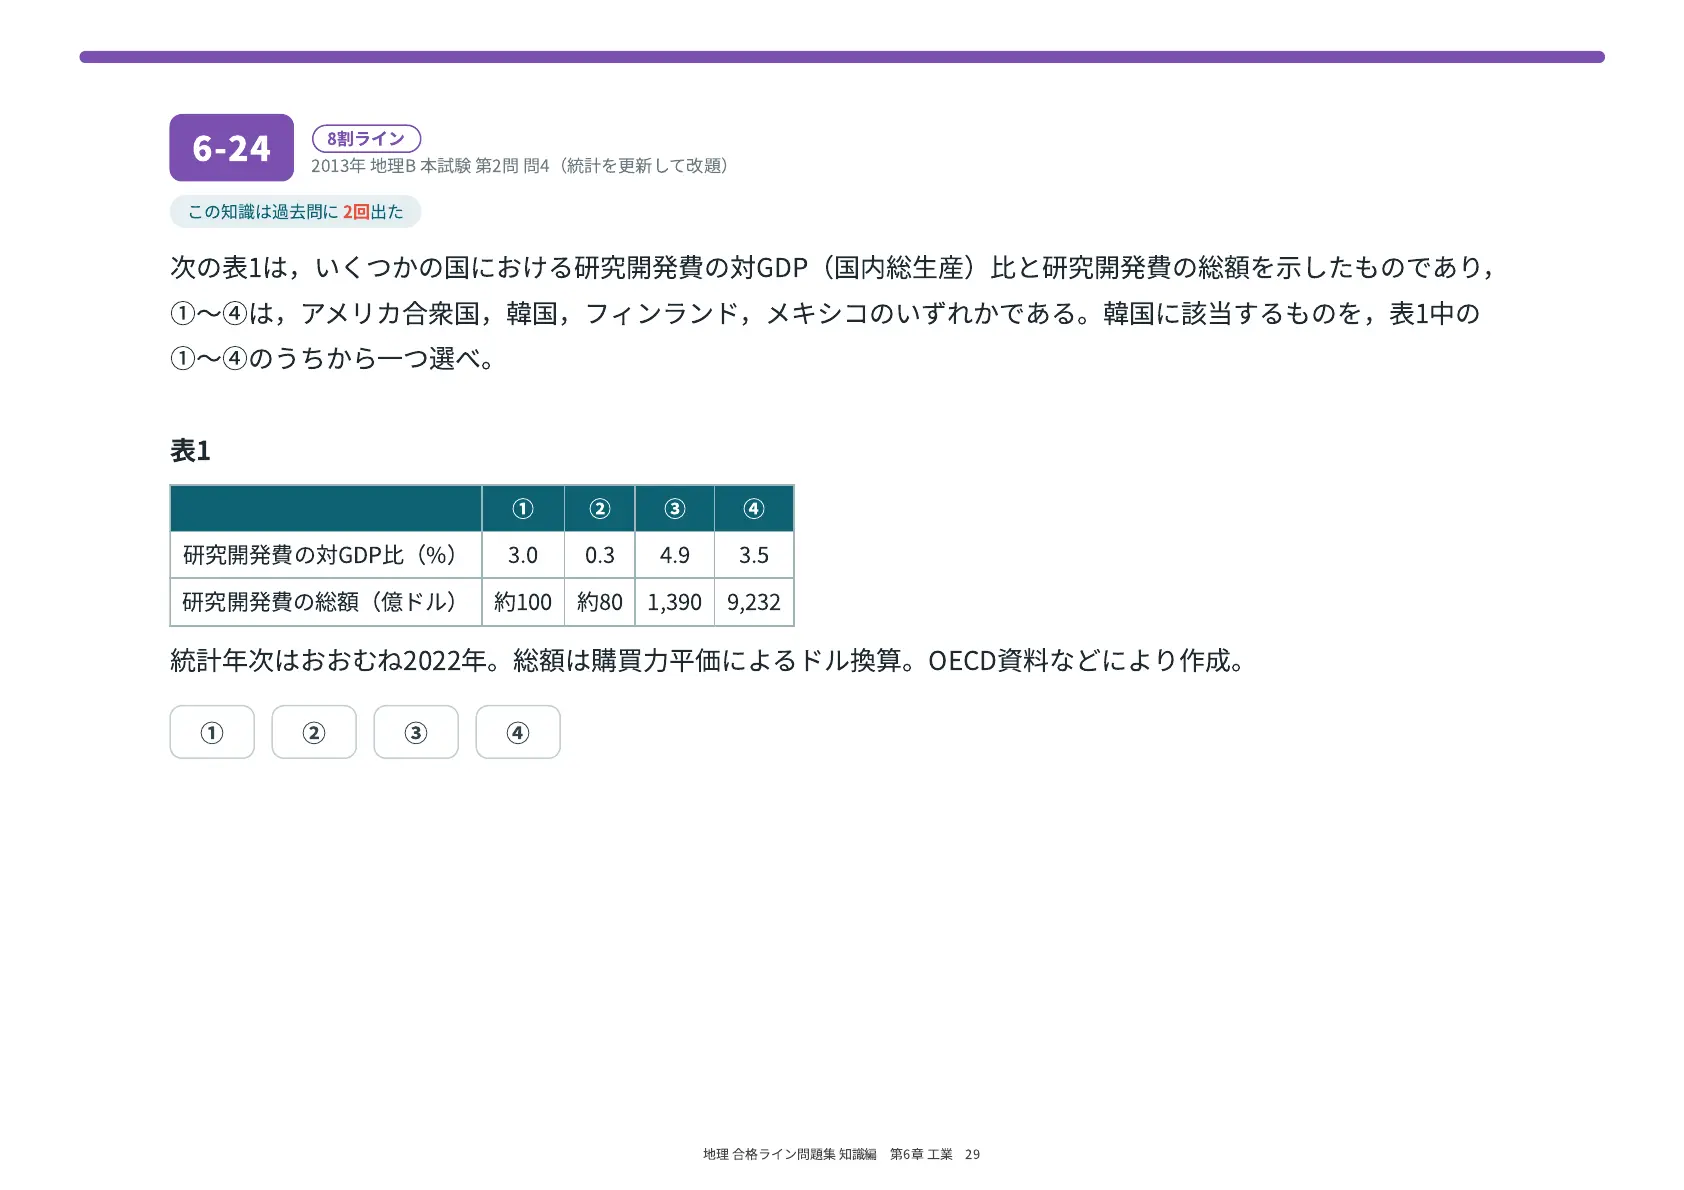 6-24
8割ライン
2013年 地理B 本試験 第2問 問4（統計を更新して改題）
この知識は過去問に 2回出た
次の表1は，いくつかの国における研究開発費の対GDP（国内総生産）比と研究開発費の総額を示したものであり，
①〜④は，アメリカ合衆国，韓国，フィンランド，メキシコのいずれかである。韓国に該当するものを，表1中の
①〜④のうちから一つ選べ。
表1
① ② ③ ④
研究開発費の対GDP比（%） 3.0 0.3 4.9 3.5
研究開発費の総額（億ドル） 約100 約80 1,390 9,232
統計年次はおおむね2022年。総額は購買力平価によるドル換算。OECD資料などにより作成。
① ② ③ ④
地理 合格ライン問題集 知識編　第6章 工業　29